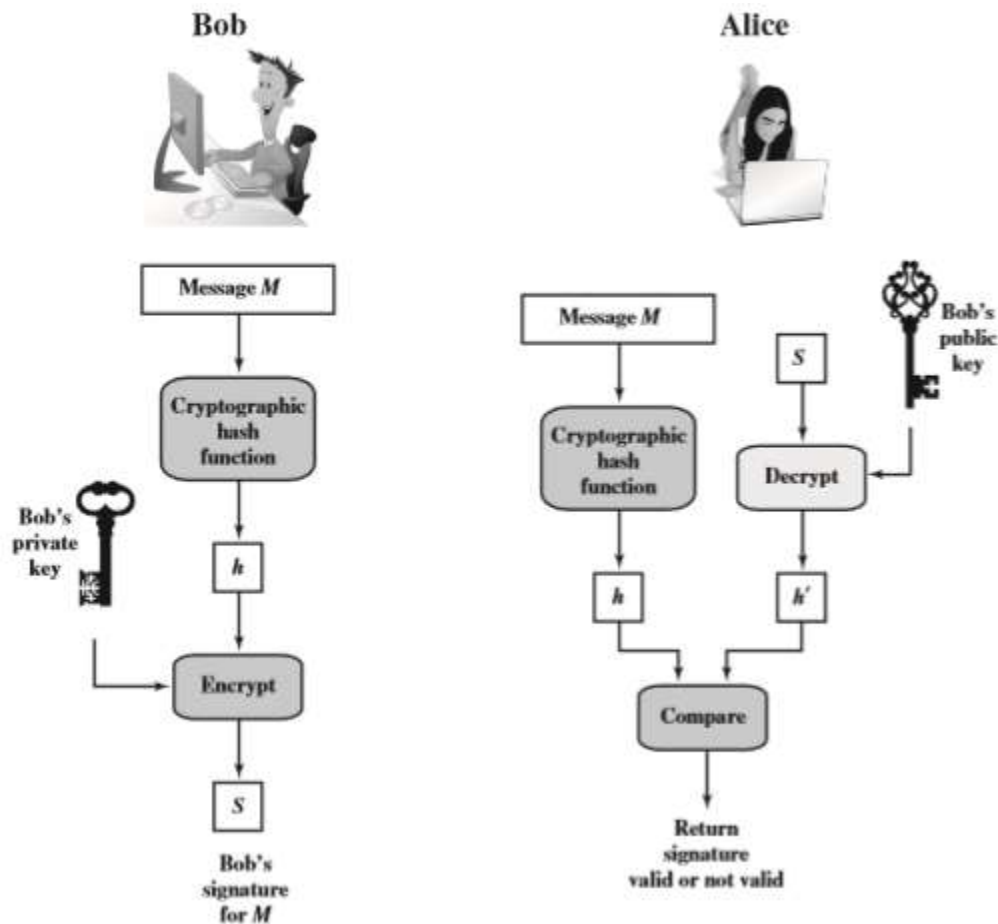 Bob
Message M
Cryptographic
hash
function
Bob’s
private
key
h
Encrypt
S
Bob’s
signature
for M
Alice
Message M
S
Bob’s
public
key
Cryptographic
hash
function
Decrypt
h
h′
Compare
Return
signature
valid or not valid